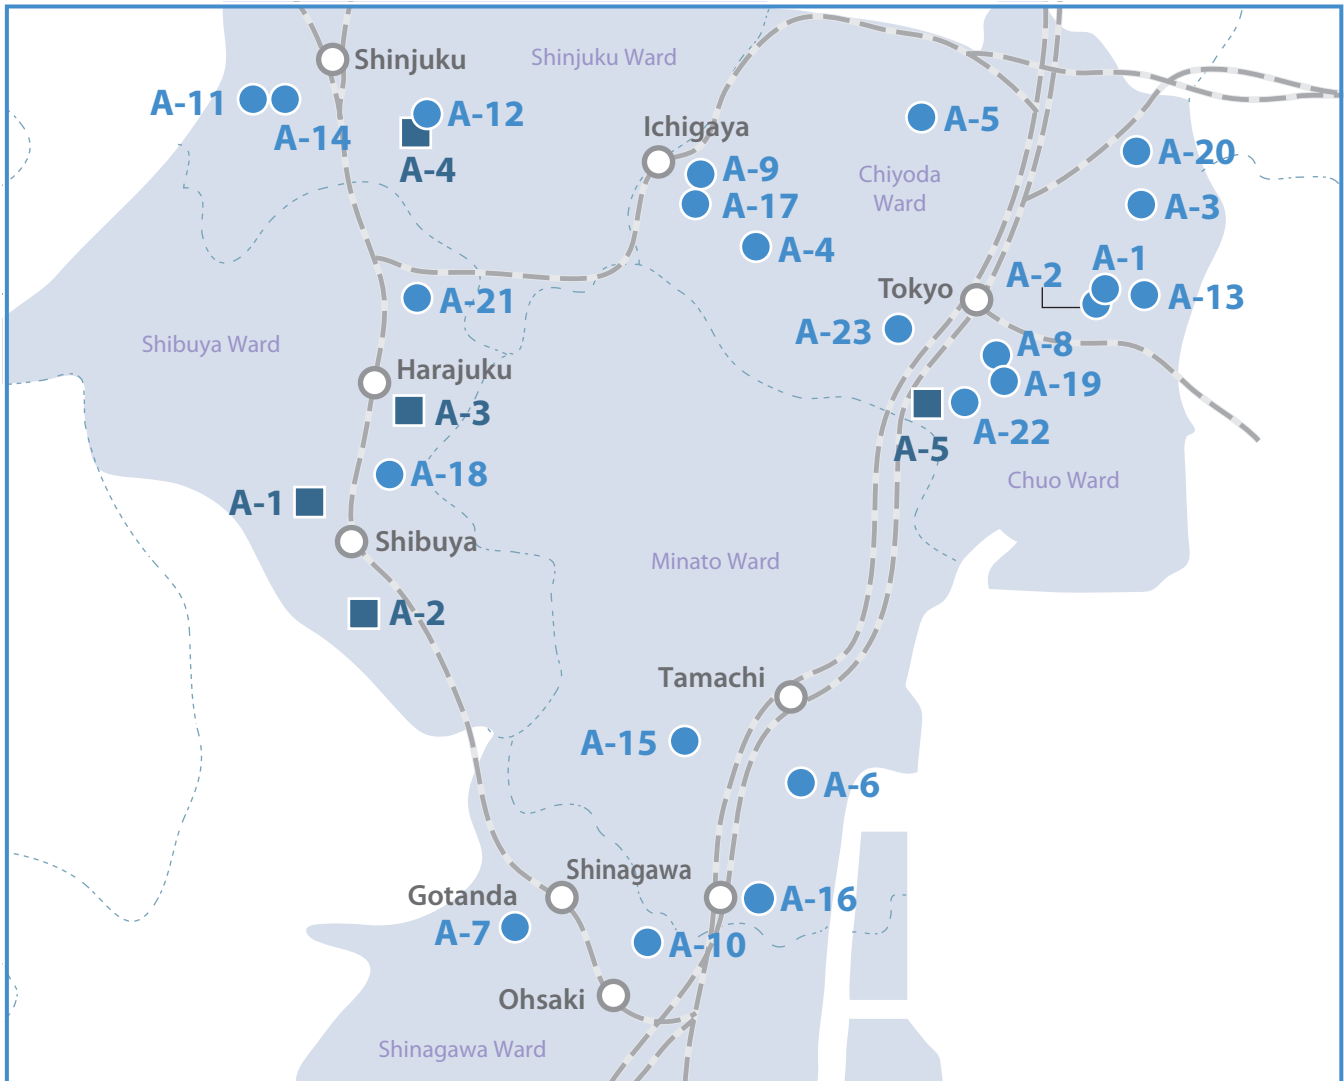 Shinjuku
Shinjuku Ward
A-11
A-14
A-12
A-4
Ichigaya
A-5
A-9
A-17
A-4
Chiyoda
Ward
A-20
A-3
A-21
Tokyo
A-2
A-1
A-13
A-23
Shibuya Ward
Harajuku
A-3
A-8
A-19
A-22
A-5
Chuo Ward
A-18
A-1
Shibuya
Minato Ward
A-2
Tamachi
A-15
A-6
Shinagawa
Gotanda
A-7
A-16
A-10
Ohsaki
Shinagawa Ward